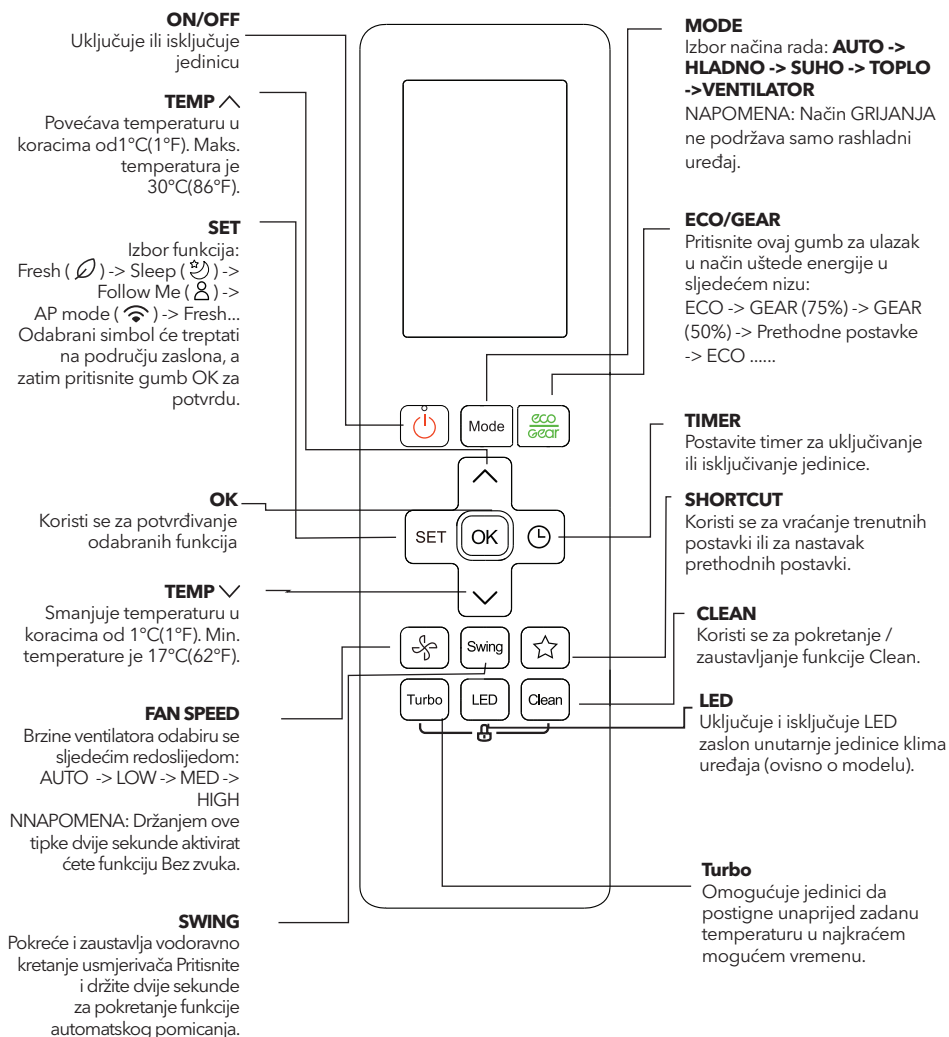 ON/OFF
Uključuje ili isključuje
jedinicu
TEMP
Povećava temperaturu u
koracima od1°C(1°F). Maks.
temperatura je
30°C(86°F).
SET
Izbor funkcija:
Fresh ( ) -> Sleep ( ) ->
Follow Me ( ) ->
AP mode ( ) -> Fresh...
Odabrani simbol će treptati
na području zaslona, a
zatim pritisnite gumb OK za
potvrdu.
OK
Koristi se za potvrđivanje
odabranih funkcija
TEMP
Smanjuje temperaturu u
koracima od 1°C(1°F). Min.
temperature je 17°C(62°F).
FAN SPEED
Brzine ventilatora odabiru se
sljedećim redoslijedom:
AUTO -> LOW -> MED ->
HIGH
NNAPOMENA: Držanjem ove
tipke dvije sekunde aktivirat
ćete funkciju Bez zvuka.
SWING
Pokreće i zaustavlja vodoravno
kretanje usmjerivača Pritisnite
i držite dvije sekunde
za pokretanje funkcije
automatskog pomicanja.
Mode
eco
Gear
SET
OK
Swing
Turbo
LED
Clean
MODE
Izbor načina rada: AUTO ->
HLADNO -> SUHO -> TOPLO
->VENTILATOR
NAPOMENA: Način GRIJANJA
ne podržava samo rashladni
uređaj.
ECO/GEAR
Pritisnite ovaj gumb za ulazak
u način uštede energije u
sljedećem nizu:
ECO -> GEAR (75%) -> GEAR
(50%) -> Prethodne postavke
-> ECO ......
TIMER
Postavite timer za uključivanje
ili isključivanje jedinice.
SHORTCUT
Koristi se za vraćanje trenutnih
postavki ili za nastavak
prethodnih postavki.
CLEAN
Koristi se za pokretanje /
zaustavljanje funkcije Clean.
LED
Uključuje i isključuje LED
zaslon unutarnje jedinice klima
uređaja (ovisno o modelu).
Turbo
Omogućuje jedinici da
postigne unaprijed zadanu
temperaturu u najkraćem
mogućem vremenu.